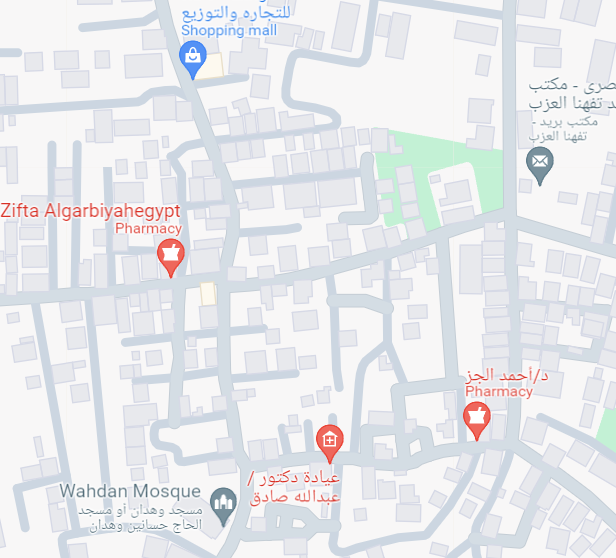 للتجاره والتوزيع
Shopping mall
صرى - مكتب
د تفهنا العزب
مكتب بريد -
تفهنا العزب
Zifta Algarbiyahegypt
Pharmacy
د/أحمد الجز
Pharmacy
عيادة دكتور /
عبدالله صادق
Wahdan Mosque
مسجد وهدان أو مسجد
الحاج حسانين وهدان